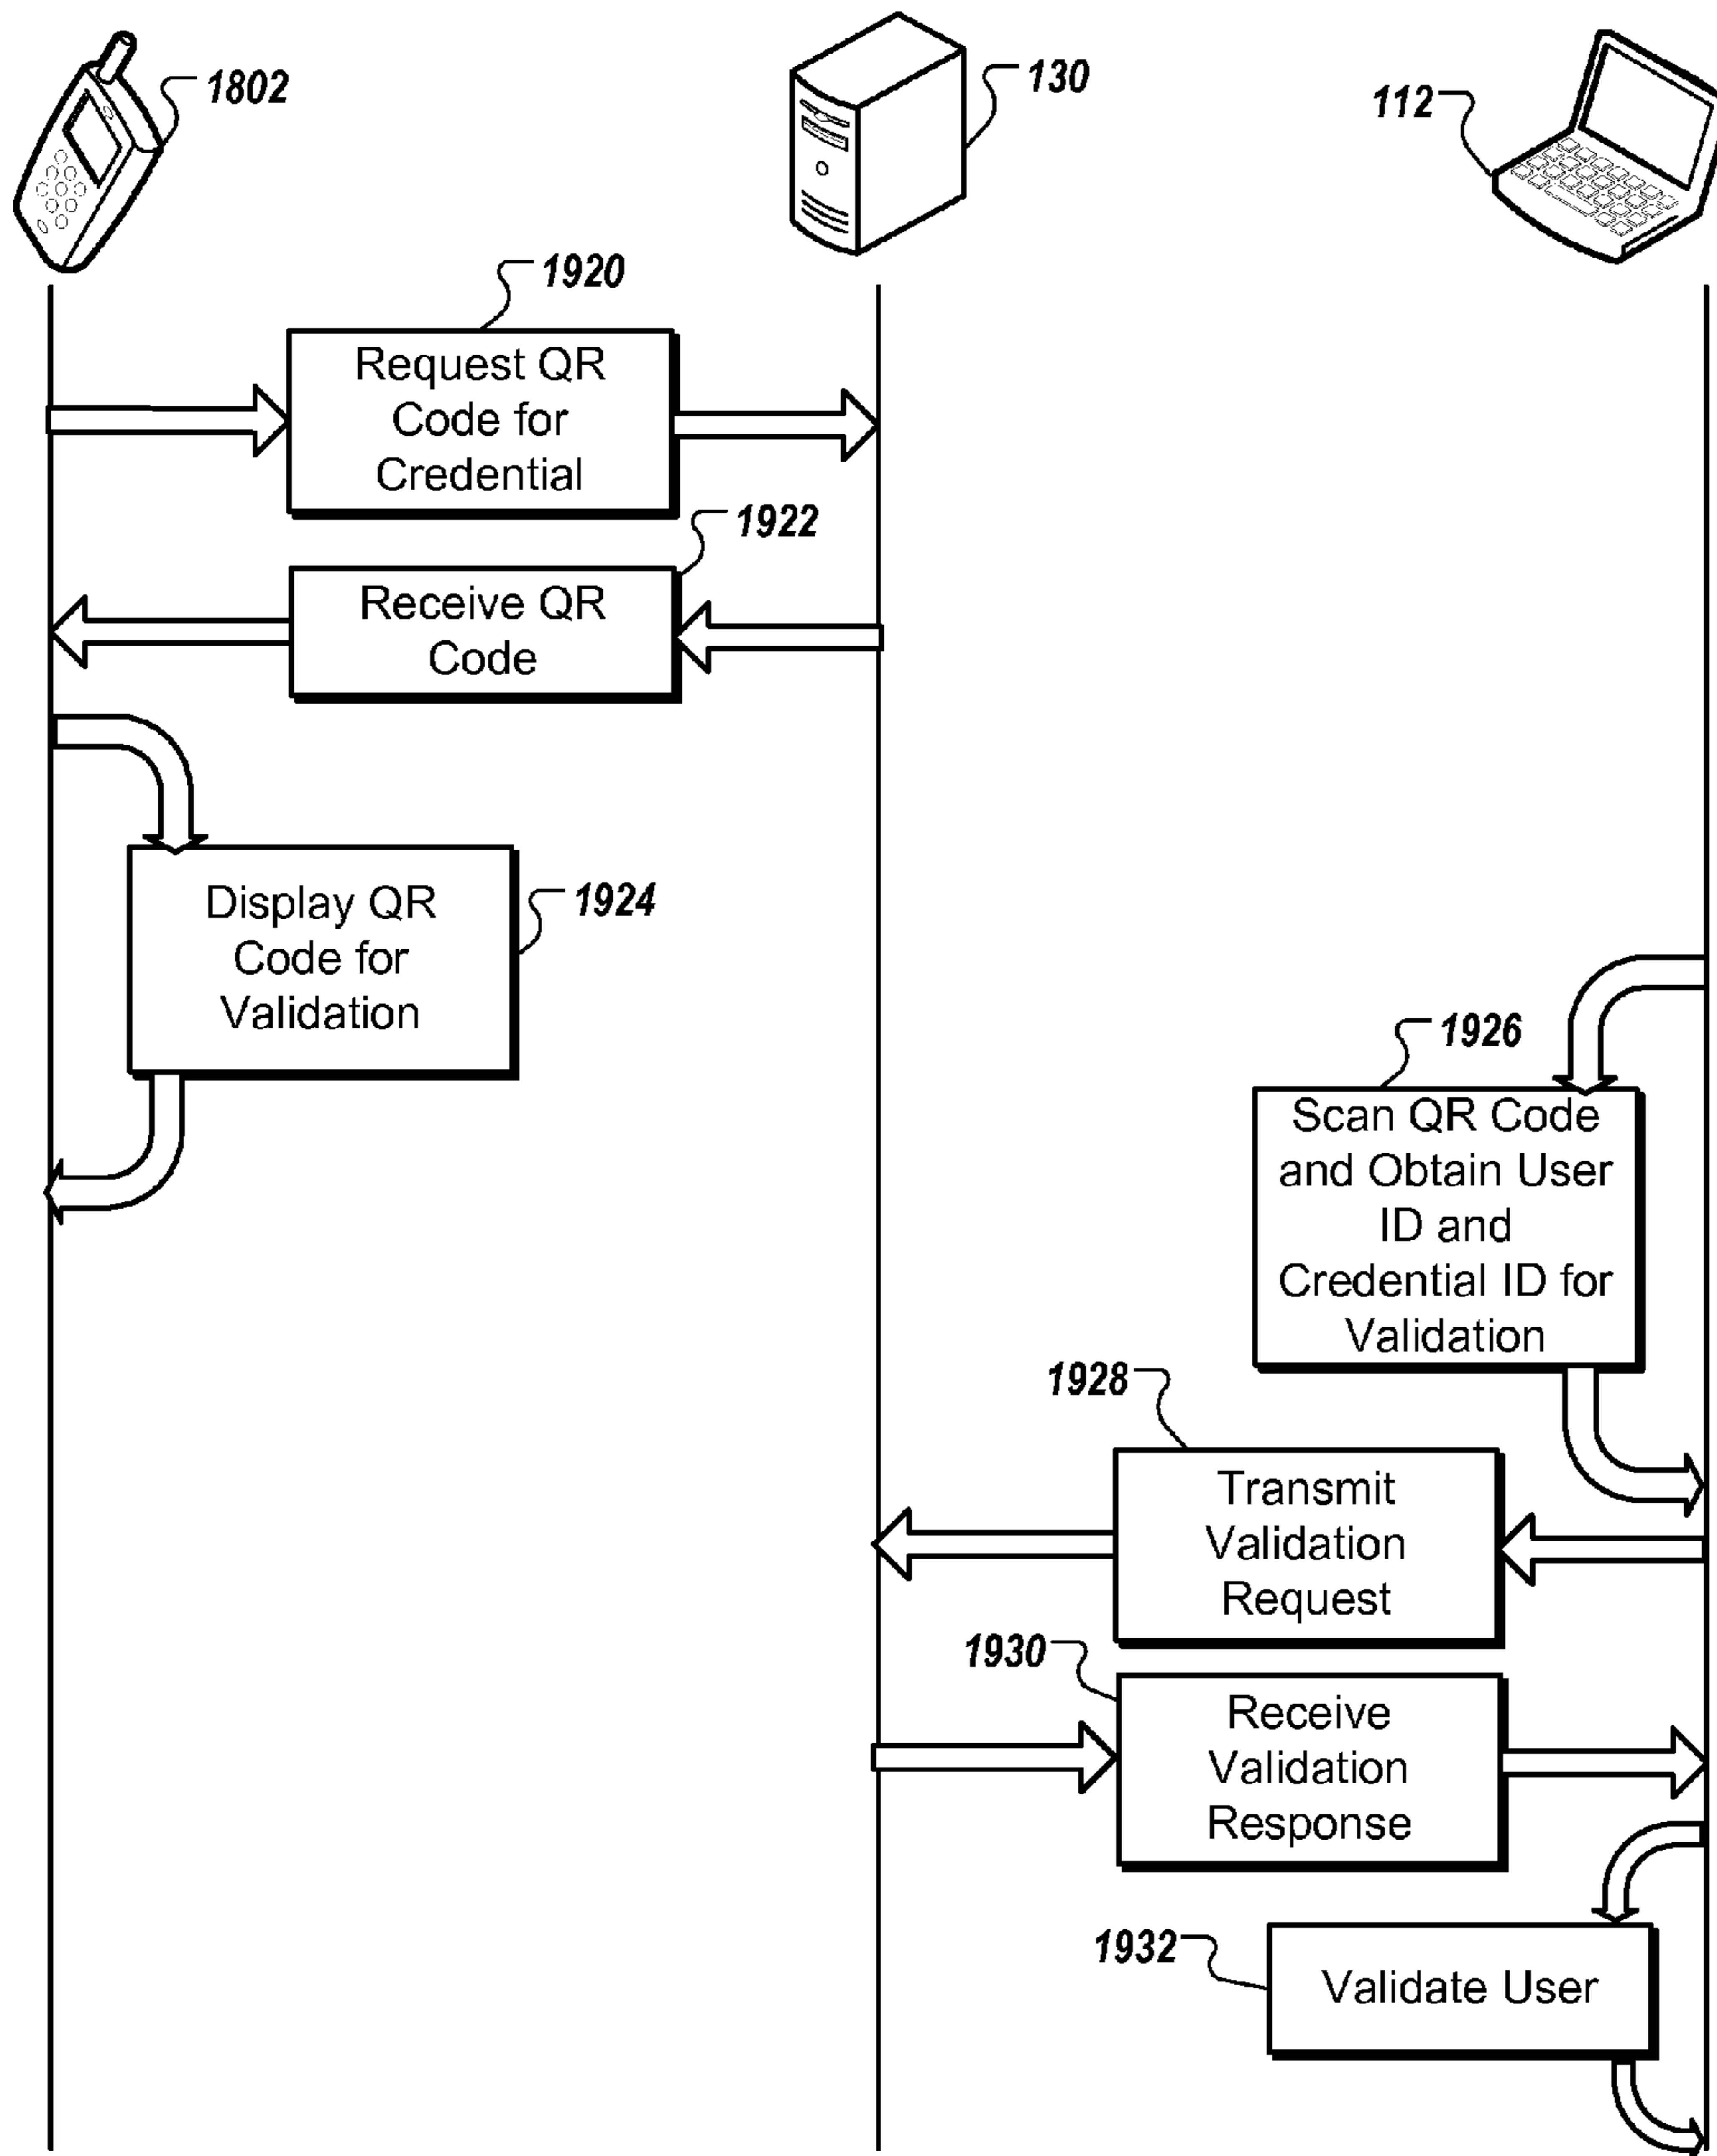 1802
130
112
1920
Request QR
Code for
Credential
1922
Receive QR
Code
Display QR
Code for
Validation
1924
1926
Scan QR Code
and Obtain User
ID and
Credential ID for
Validation
1928
Transmit
Validation
Request
1930
Receive
Validation
Response
1932
Validate User